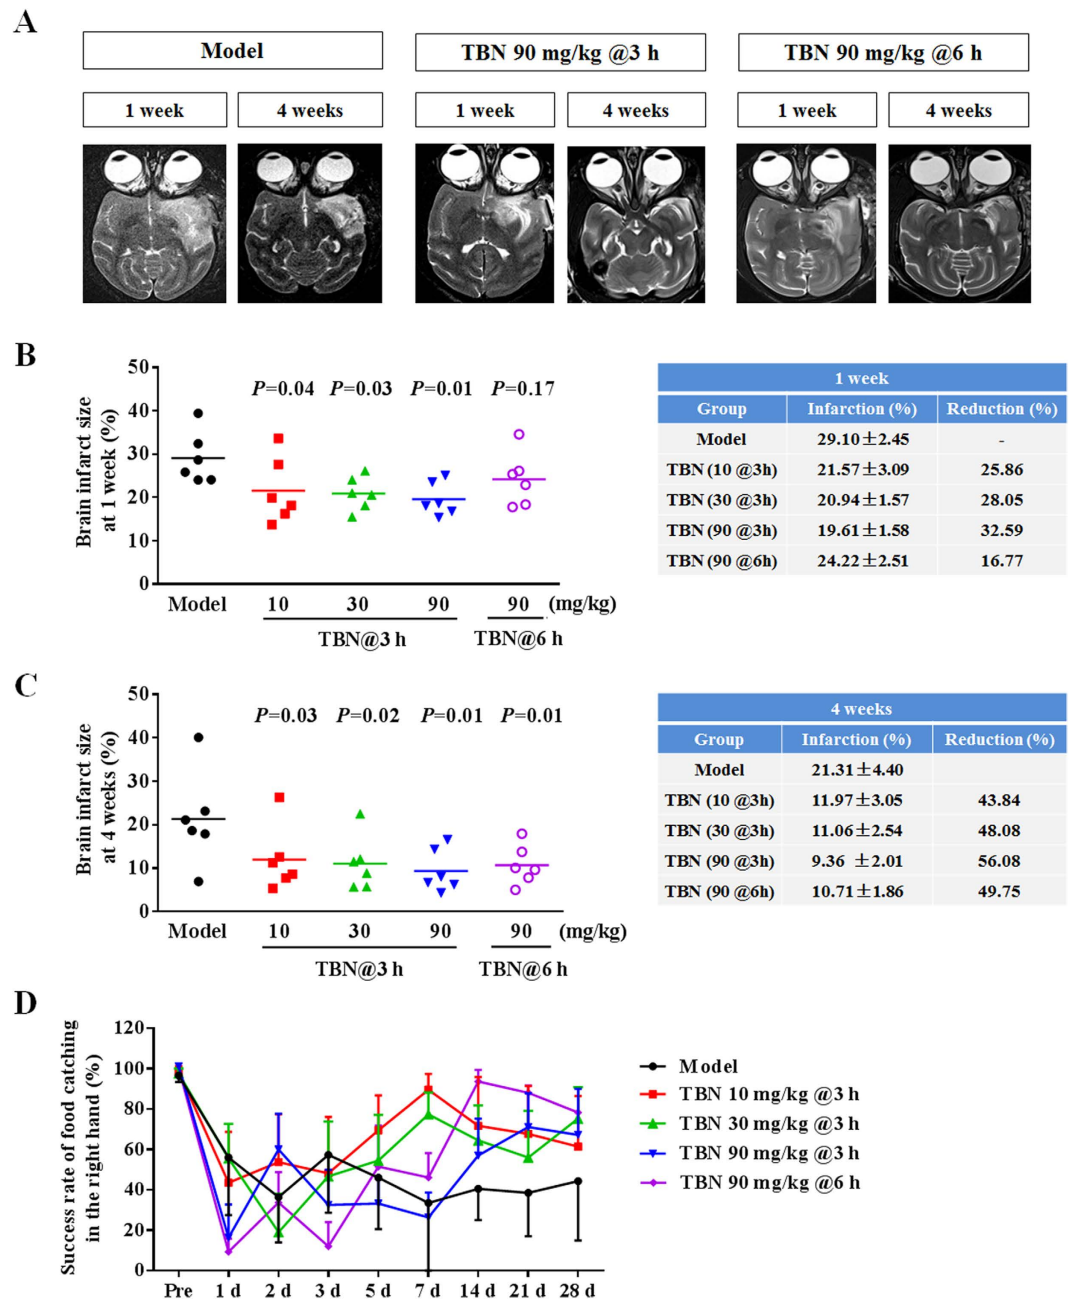 A
Model
TBN 90 mg/kg @3 h
TBN 90 mg/kg @6 h
1 week
4 weeks
1 week
4 weeks
1 week
4 weeks
B
Brain infarct size
at 1 week (%)
50
40
30
20
10
0
P=0.04
P=0.03
P=0.01
P=0.17
Model
10
30
90
90
(mg/kg)
TBN@3 h
TBN@6 h
1 week
Group Infarction (%) Reduction (%)
Model 29.10±2.45 -
TBN (10 @3h) 21.57±3.09 25.86
TBN (30 @3h) 20.94±1.57 28.05
TBN (90 @3h) 19.61±1.58 32.59
TBN (90 @6h) 24.22±2.51 16.77
C
Brain infarct size
at 4 weeks (%)
50
40
30
20
10
0
P=0.03
P=0.02
P=0.01
P=0.01
Model
10
30
90
90
(mg/kg)
TBN@3 h
TBN@6 h
4 weeks
Group Infarction (%) Reduction (%)
Model 21.31±4.40
TBN (10 @3h) 11.97±3.05 43.84
TBN (30 @3h) 11.06±2.54 48.08
TBN (90 @3h) 9.36 ±2.01 56.08
TBN (90 @6h) 10.71±1.86 49.75
D
Success rate of food catching
in the right hand (%)
120
100
80
60
40
20
0
Pre
1 d
2 d
3 d
5 d
7 d
14 d
21 d
28 d
Model
TBN 10 mg/kg @3 h
TBN 30 mg/kg @3 h
TBN 90 mg/kg @3 h
TBN 90 mg/kg @6 h